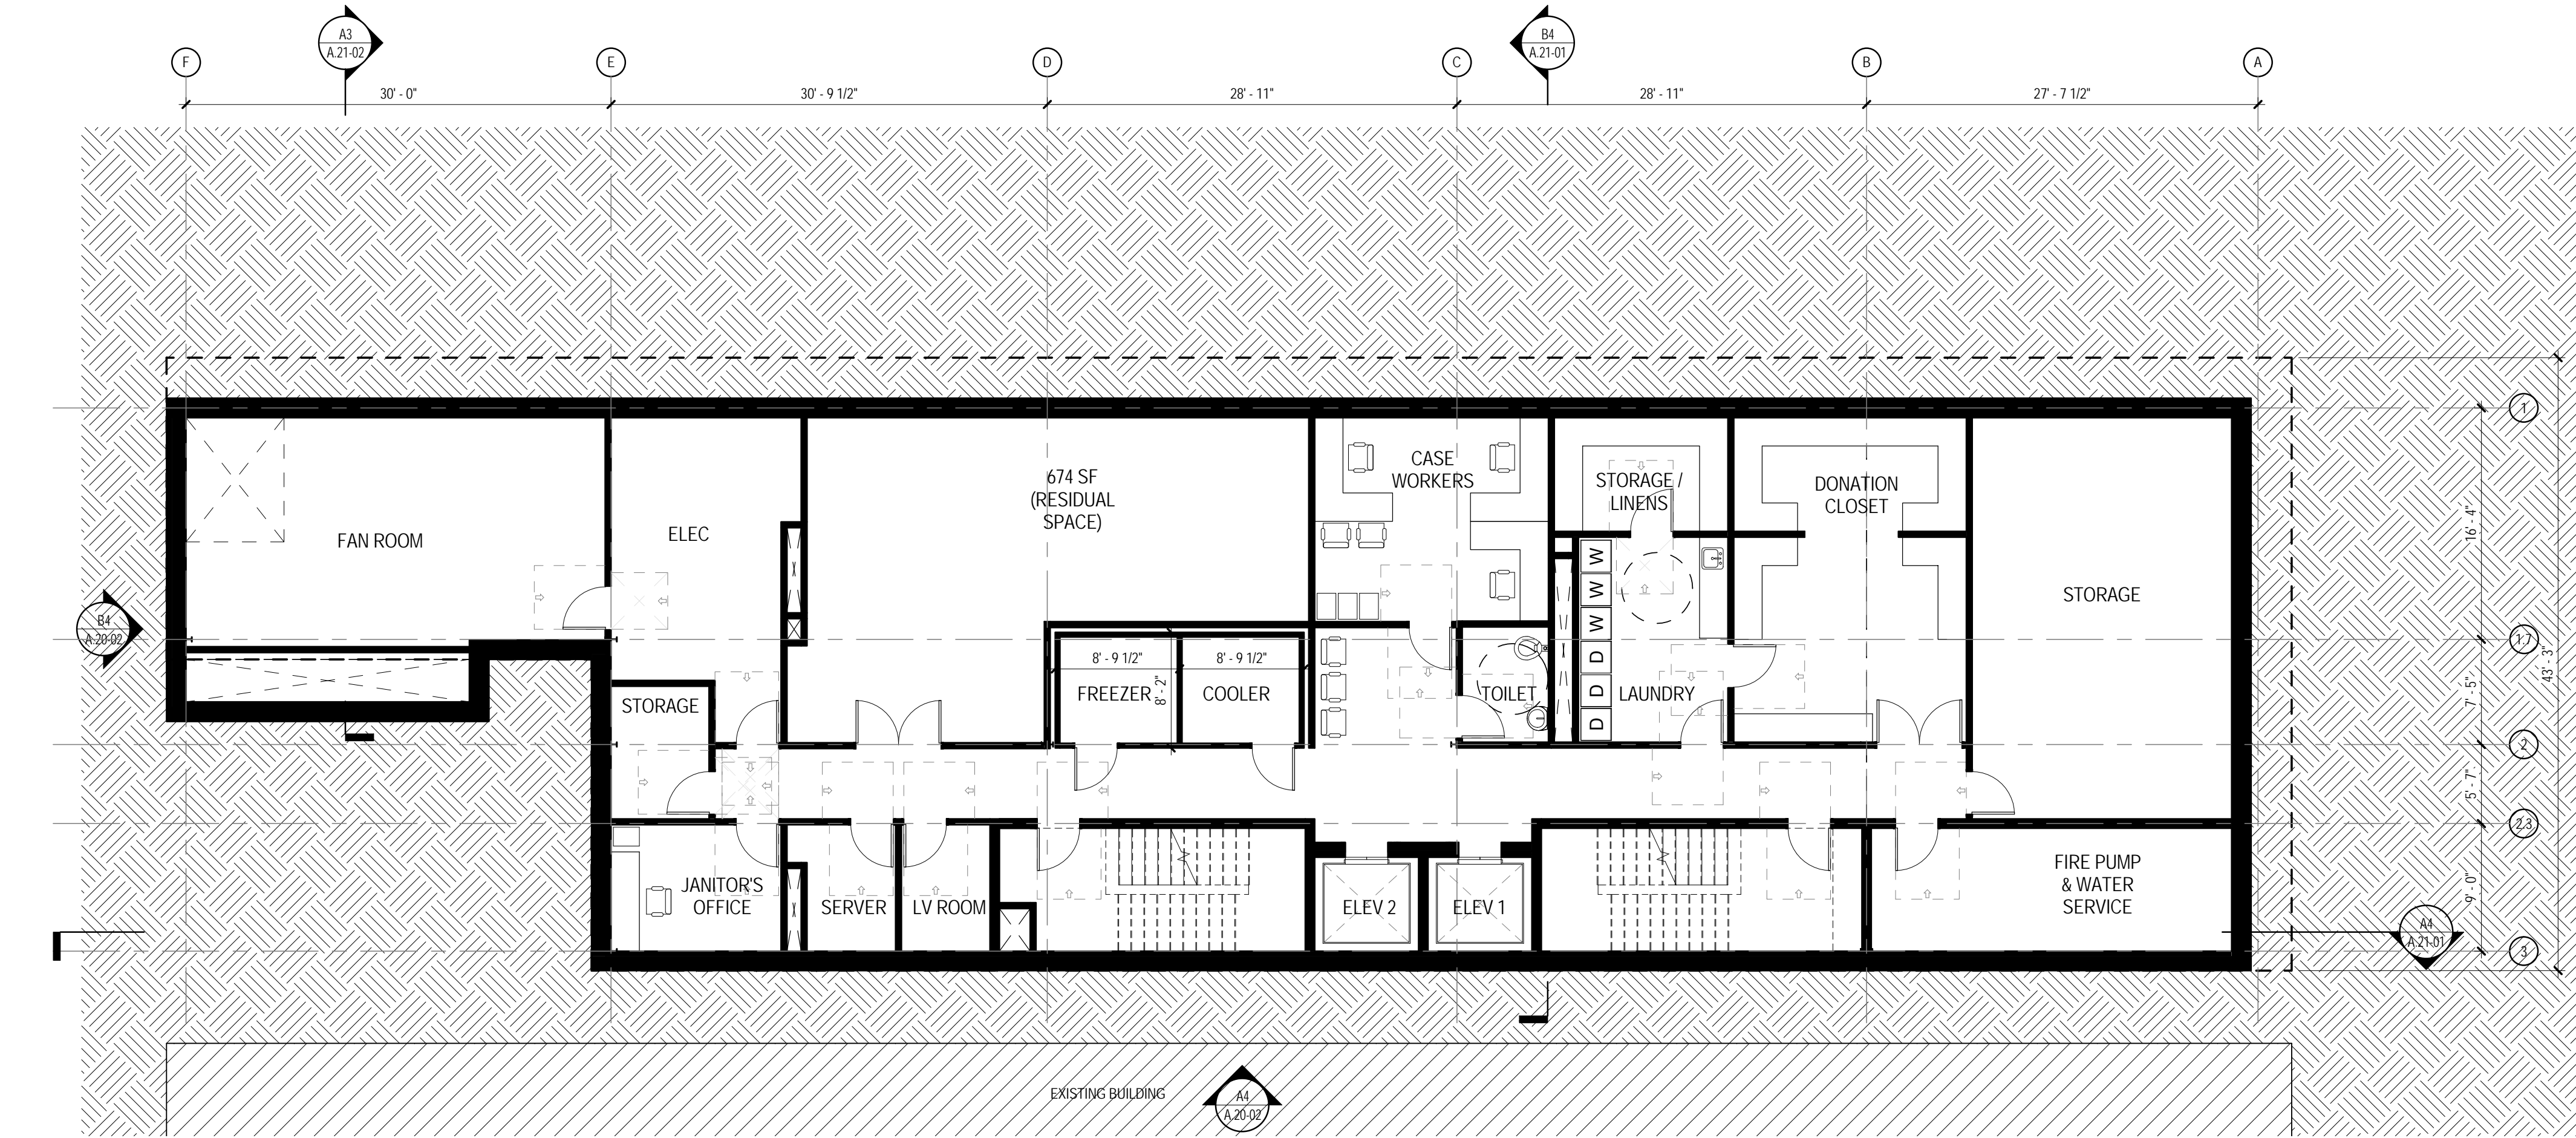 A3
A.21-02
B4
A.21-01
F
E
D
C
B
A
30' - 0"
30' - 9 1/2"
28' - 11"
28' - 11"
27' - 7 1/2"
1
CASE
WORKERS
674 SF
(RESIDUAL
SPACE)
STORAGE /
LINENS
DONATION
CLOSET
16' - 4"
FAN ROOM
ELEC
W
W
W
D
D
D
STORAGE
B4
A.20-02
1.7
43' - 3"
8' - 9 1/2"
8' - 9 1/2"
8' - 2"
FREEZER
COOLER
TOILET
LAUNDRY
STORAGE
7' - 5"
2
5' - 7"
2.3
JANITOR'S
OFFICE
SERVER
LV ROOM
ELEV 2
ELEV 1
FIRE PUMP
& WATER
SERVICE
9' - 0"
A4
A.21-01
3
EXISTING BUILDING
A4
A.20-02